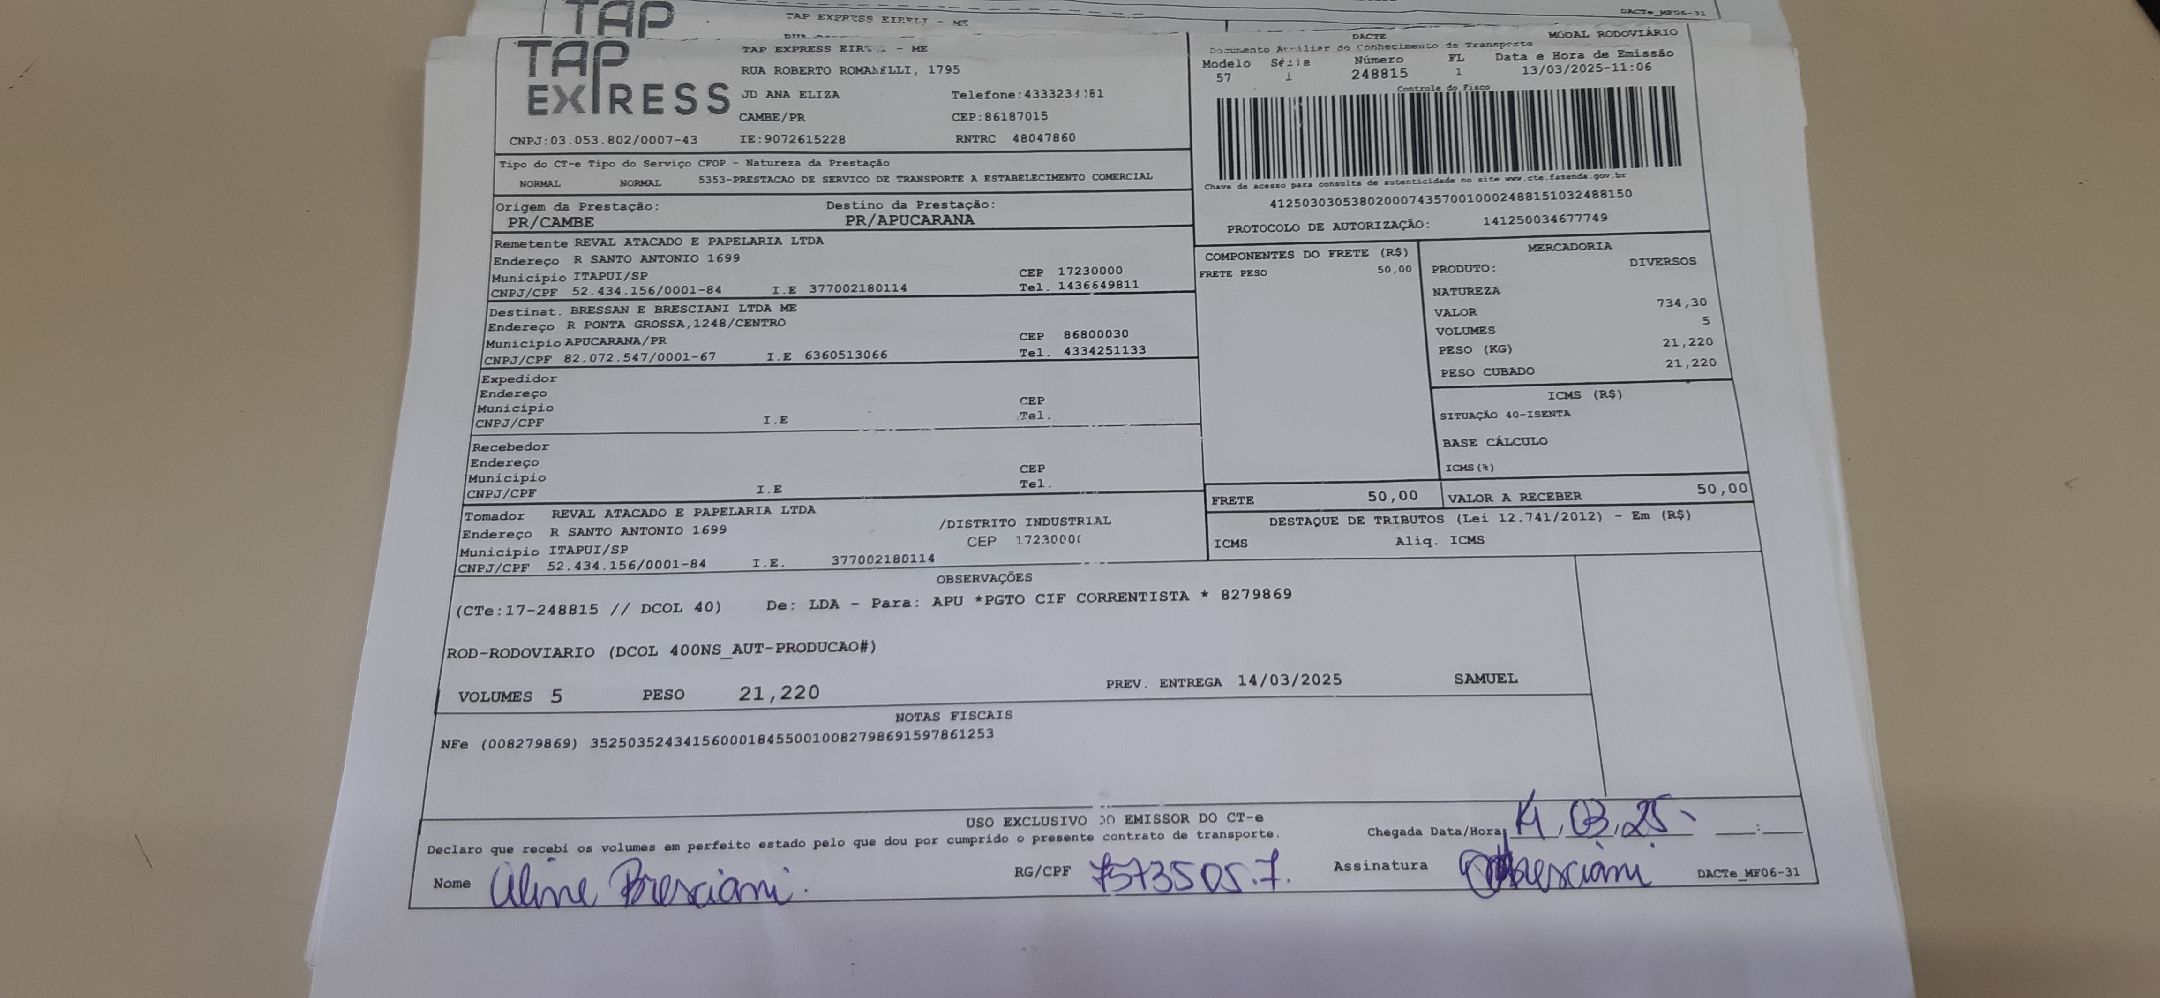 TAP
TAP EXPRESS EIRELI - ME
DACTe_MF06-31
TAP EXPRESS
TAP EXPRESS - ME
RUA ROBERTO ROMANELLI, 1795
JD ANA ELIZA
Telefone:
CAMBE/PR
CEP:86187015
CNPJ:03.053.802/0007-43
IE:9072615228
RNTRC 48047860
DACTE
MODAL RODOVIÁRIO
Documento Auxiliar do Conhecimento de Transporte
Modelo Série Número FL Data e Hora de Emissão
57 1 248815 1 13/03/2025-11:06
Controle do Fisco
Chave de acesso para consulta de autenticidade no site www.cte.fazenda.gov.br
41250303053802000743570010002488151032488150
PROTOCOLO DE AUTORIZAÇÃO: 141250034677749
Tipo do CT-e Tipo do Serviço CFOP - Natureza da Prestação
NORMAL NORMAL 5353-PRESTACAO DE SERVICO DE TRANSPORTE A ESTABELECIMENTO COMERCIAL
Origem da Prestação: Destino da Prestação:
PR/CAMBE PR/APUCARANA
Remetente REVAL ATACADO E PAPELARIA LTDA
Endereço R SANTO ANTONIO 1699
Município ITAPUI/SP CEP 17230000
CNPJ/CPF 52.434.156/0001-84 I.E 377002180114 Tel. 1436649811
Destinat. BRESSAN E BRESCIANI LTDA ME
Endereço R PONTA GROSSA,1248/CENTRO
Município APUCARANA/PR CEP 86800030
CNPJ/CPF 82.072.547/0001-67 I.E 6360513066 Tel. 4334251133
Expedidor
Endereço
Município CEP
CNPJ/CPF I.E Tel.
Recebedor
Endereço
Município CEP
CNPJ/CPF I.E Tel.
Tomador REVAL ATACADO E PAPELARIA LTDA
Endereço R SANTO ANTONIO 1699 /DISTRITO INDUSTRIAL
Município ITAPUI/SP CEP
CNPJ/CPF 52.434.156/0001-84 I.E. 377002180114
COMPONENTES DO FRETE (R$)
FRETE PESO 50,00
MERCADORIA
PRODUTO: DIVERSOS
NATUREZA
VALOR 734,30
VOLUMES 5
PESO (KG) 21,220
PESO CUBADO 21,220
ICMS (R$)
SITUAÇÃO 40-ISENTA
BASE CÁLCULO
ICMS(%)
FRETE 50,00
VALOR A RECEBER 50,00
DESTAQUE DE TRIBUTOS (Lei 12.741/2012) - Em (R$)
ICMS Aliq. ICMS
OBSERVAÇÕES
(CTe:17-248815 // DCOL 40) De: LDA - Para: APU *PGTO CIF CORRENTISTA * 8279869
ROD-RODOVIARIO (DCOL 400NS_AUT-PRODUCAO#)
VOLUMES 5 PESO 21,220 PREV. ENTREGA 14/03/2025 SAMUEL
NOTAS FISCAIS
NFe (008279869) 35250352434156000184550010082798691597861253
USO EXCLUSIVO DO EMISSOR DO CT-e
Declaro que recebi os volumes em perfeito estado pelo que dou por cumprido o presente contrato de transporte.
Chegada Data/Hora 14,03,25 __:__
Nome Aline Bresciani. RG/CPF 7573505.7. Assinatura Bresciani DACTe_MF06-31